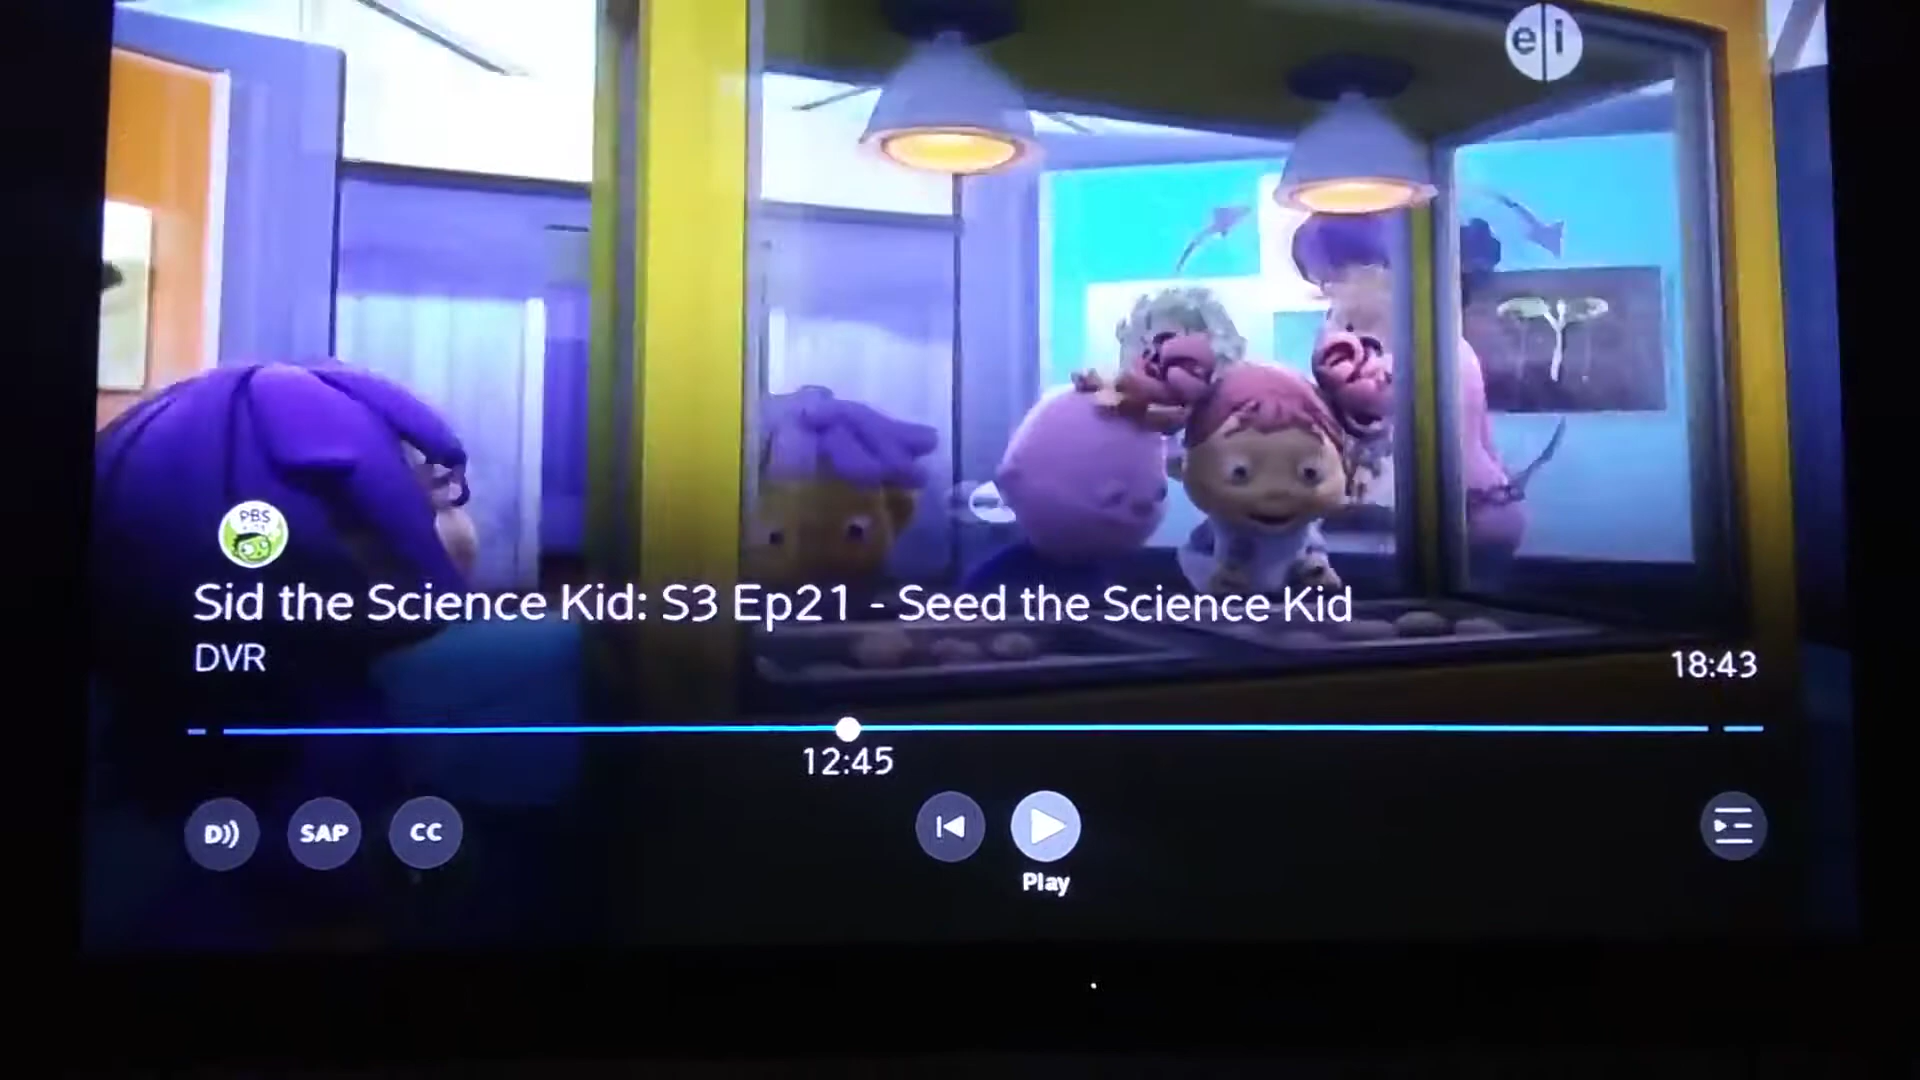 e i
PBS
Sid the Science Kid: S3 Ep21 - Seed the Science Kid
DVR
18:43
12:45
D)) SAP CC
Play